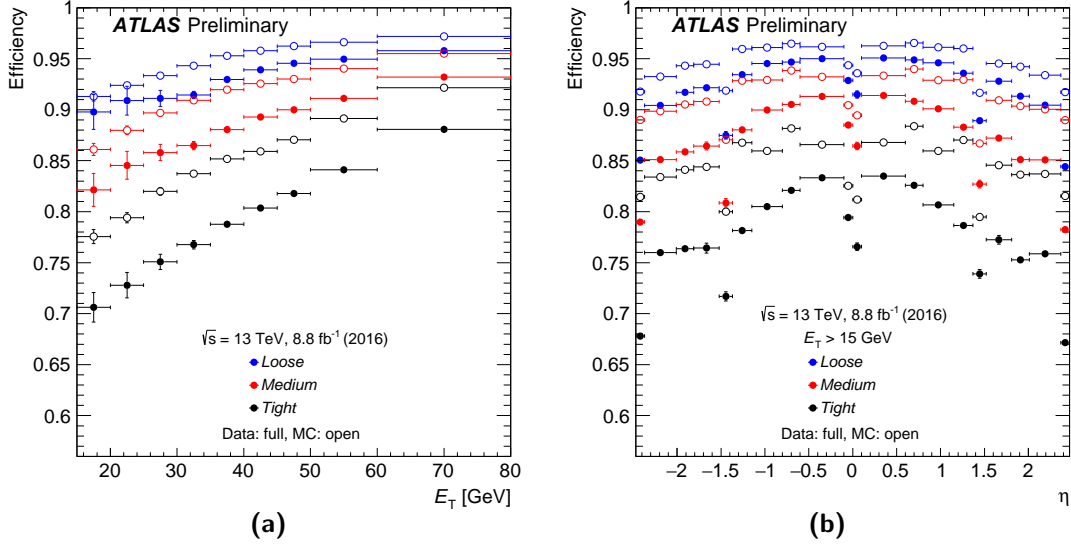 ATLAS Preliminary
Efficiency
1
0.95
0.9
0.85
0.8
0.75
0.7
0.65
0.6
√s = 13 TeV, 8.8 fb⁻¹ (2016)
Loose
Medium
Tight
Data: full, MC: open
20 30 40 50 60 70 80
E_T [GeV]
(a)
ATLAS Preliminary
Efficiency
1
0.95
0.9
0.85
0.8
0.75
0.7
0.65
0.6
√s = 13 TeV, 8.8 fb⁻¹ (2016)
E_T > 15 GeV
Loose
Medium
Tight
Data: full, MC: open
−2 −1.5 −1 −0.5 0 0.5 1 1.5 2
η
(b)